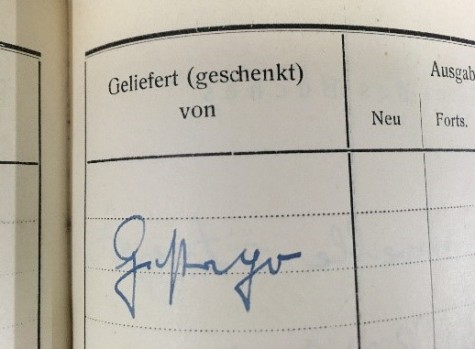 Geliefert (geschenkt)
von
Ausgab
Neu Forts.
Gestapo